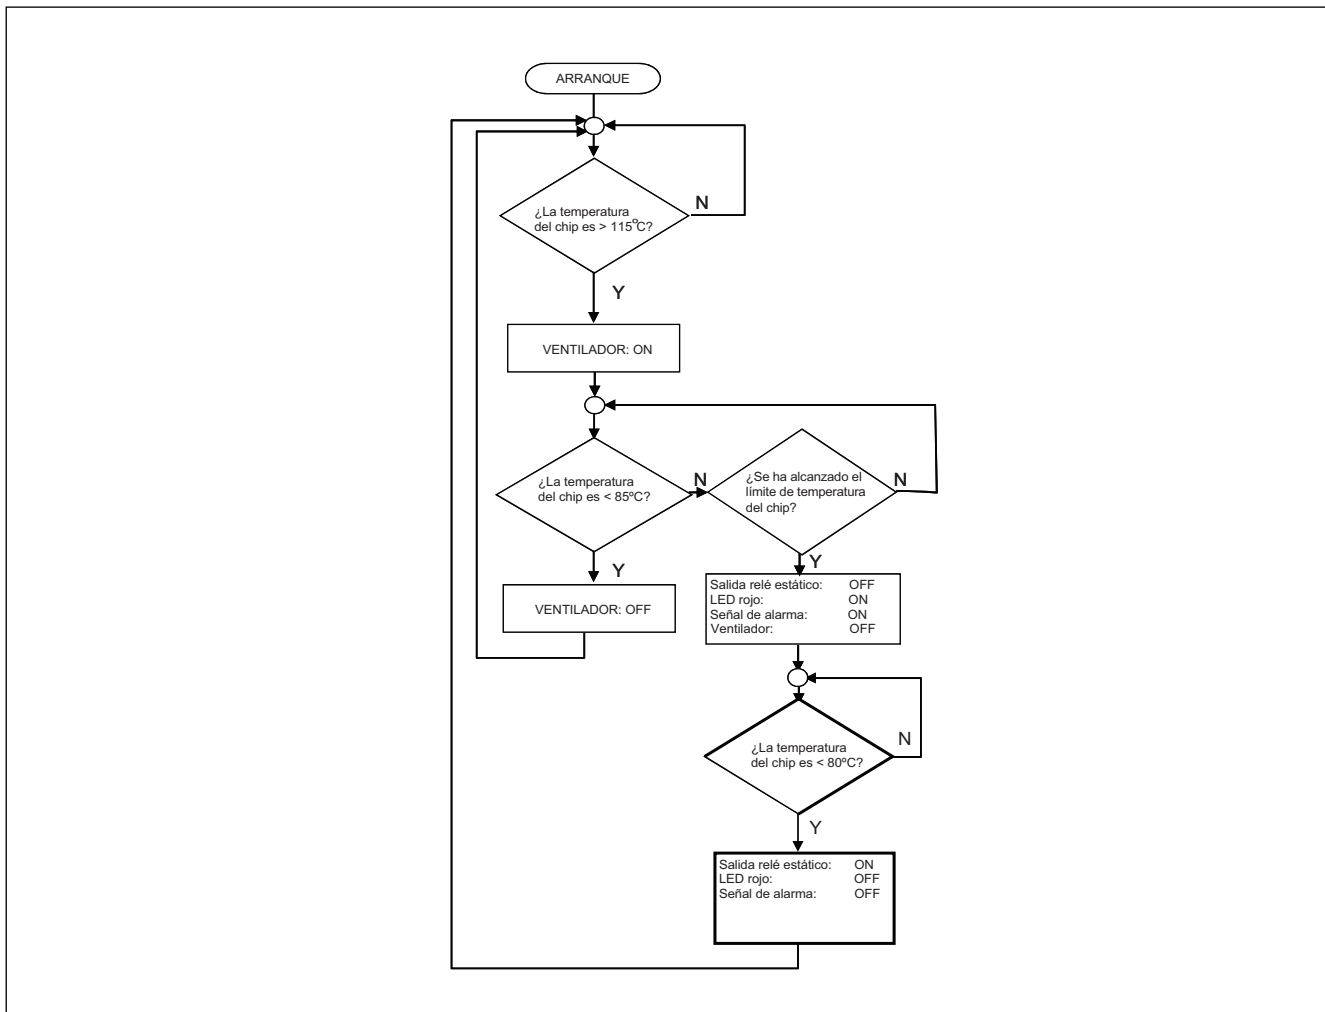 ARRANQUE
¿La temperatura
del chip es > 115ºC?
N
Y
VENTILADOR: ON
¿La temperatura
del chip es < 85ºC?
N
¿Se ha alcanzado el
límite de temperatura
del chip?
N
Y
Y
VENTILADOR: OFF
Salida relé estático: OFF
LED rojo: ON
Señal de alarma: ON
Ventilador: OFF
¿La temperatura
del chip es < 80ºC?
N
Y
Salida relé estático: ON
LED rojo: OFF
Señal de alarma: OFF